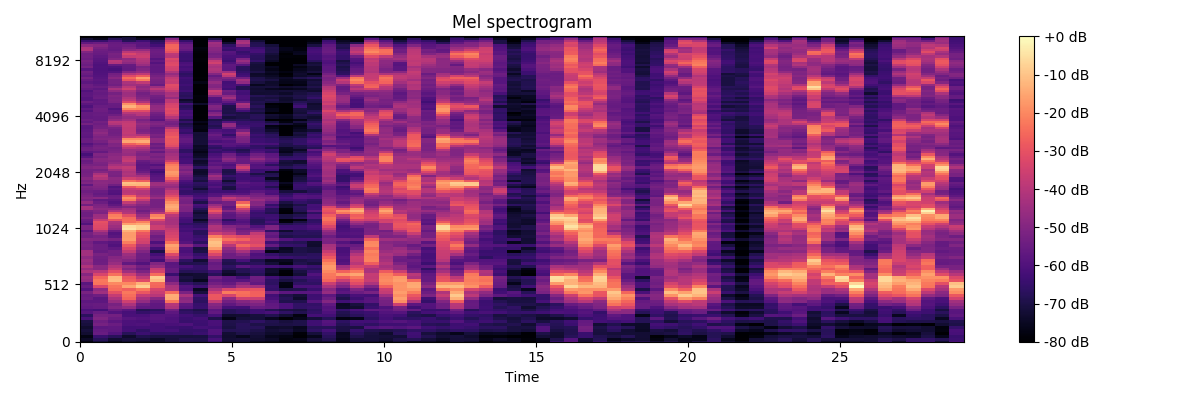 Mel spectrogram
Hz
8192
4096
2048
1024
512
0
0 5 10 15 20 25
Time
+0 dB
-10 dB
-20 dB
-30 dB
-40 dB
-50 dB
-60 dB
-70 dB
-80 dB